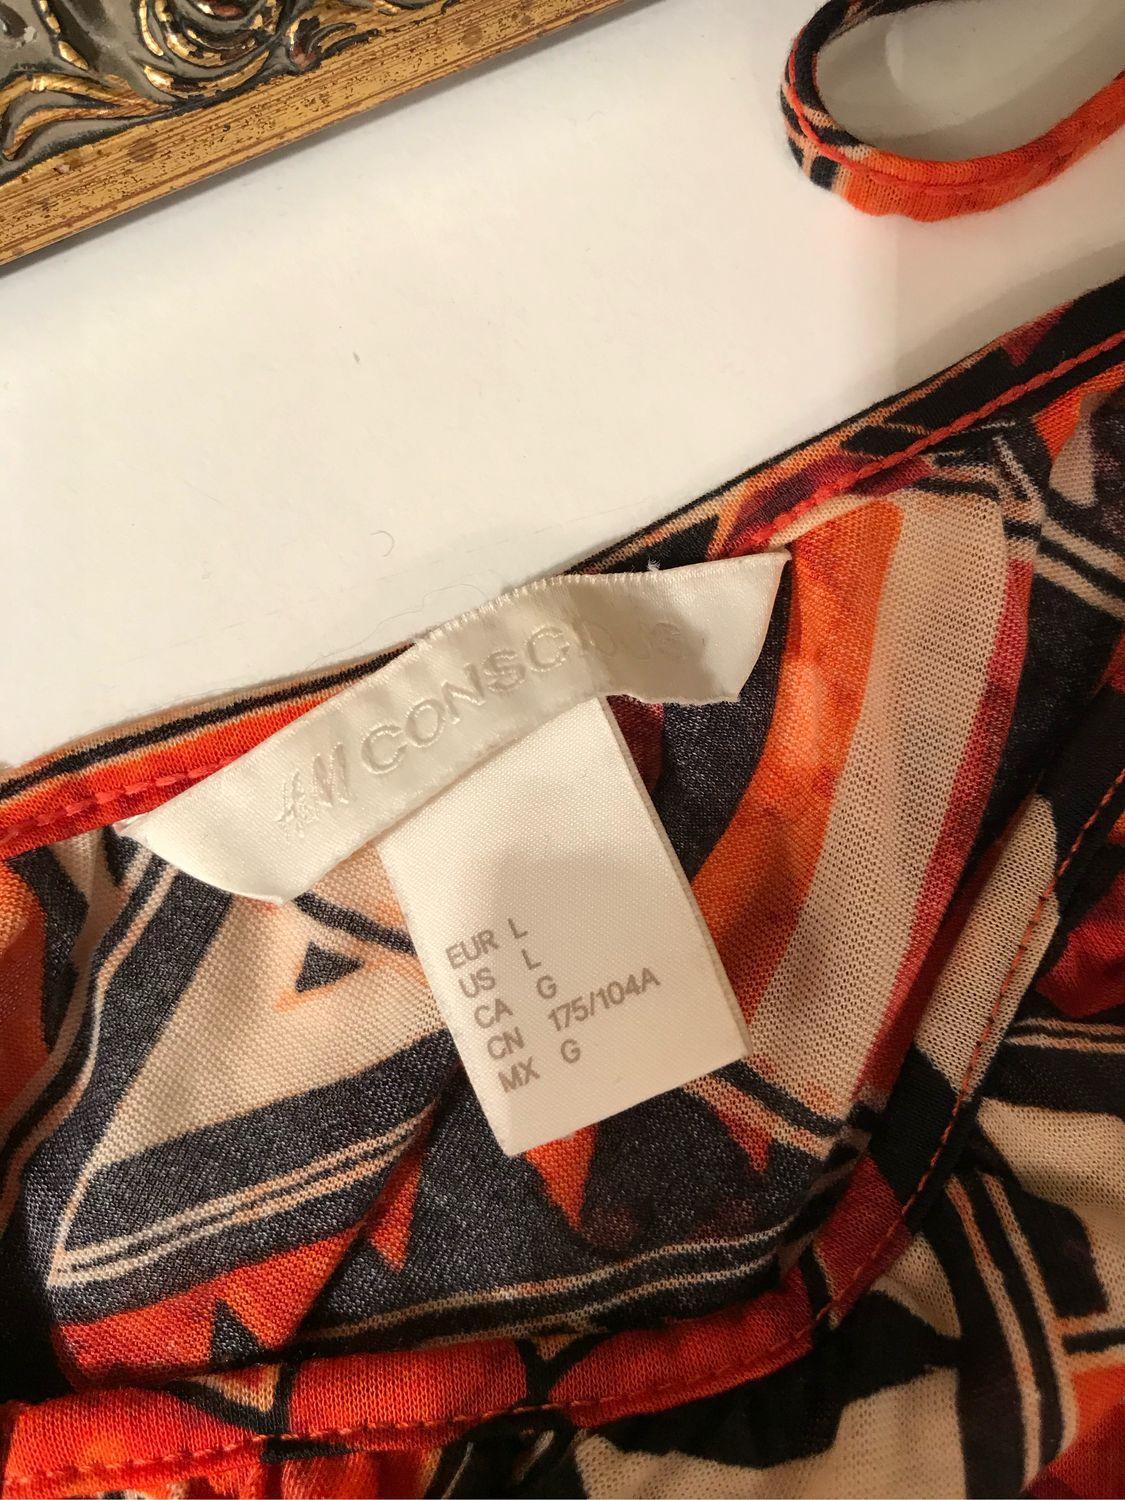 H&M CONSCIOUS
EUR L
US L
CA G
CN 175/104A
MX G